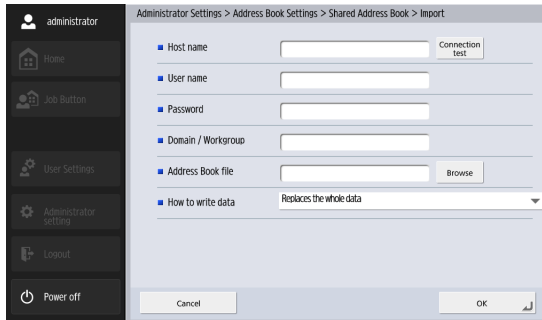 administrator
Administrator Settings > Address Book Settings > Shared Address Book > Import
Home
Job Button
User Settings
Administrator
setting
Logout
Power off
Host name
Connection
test
User name
Password
Domain / Workgroup
Address Book file
Browse
How to write data
Replaces the whole data
Cancel
OK